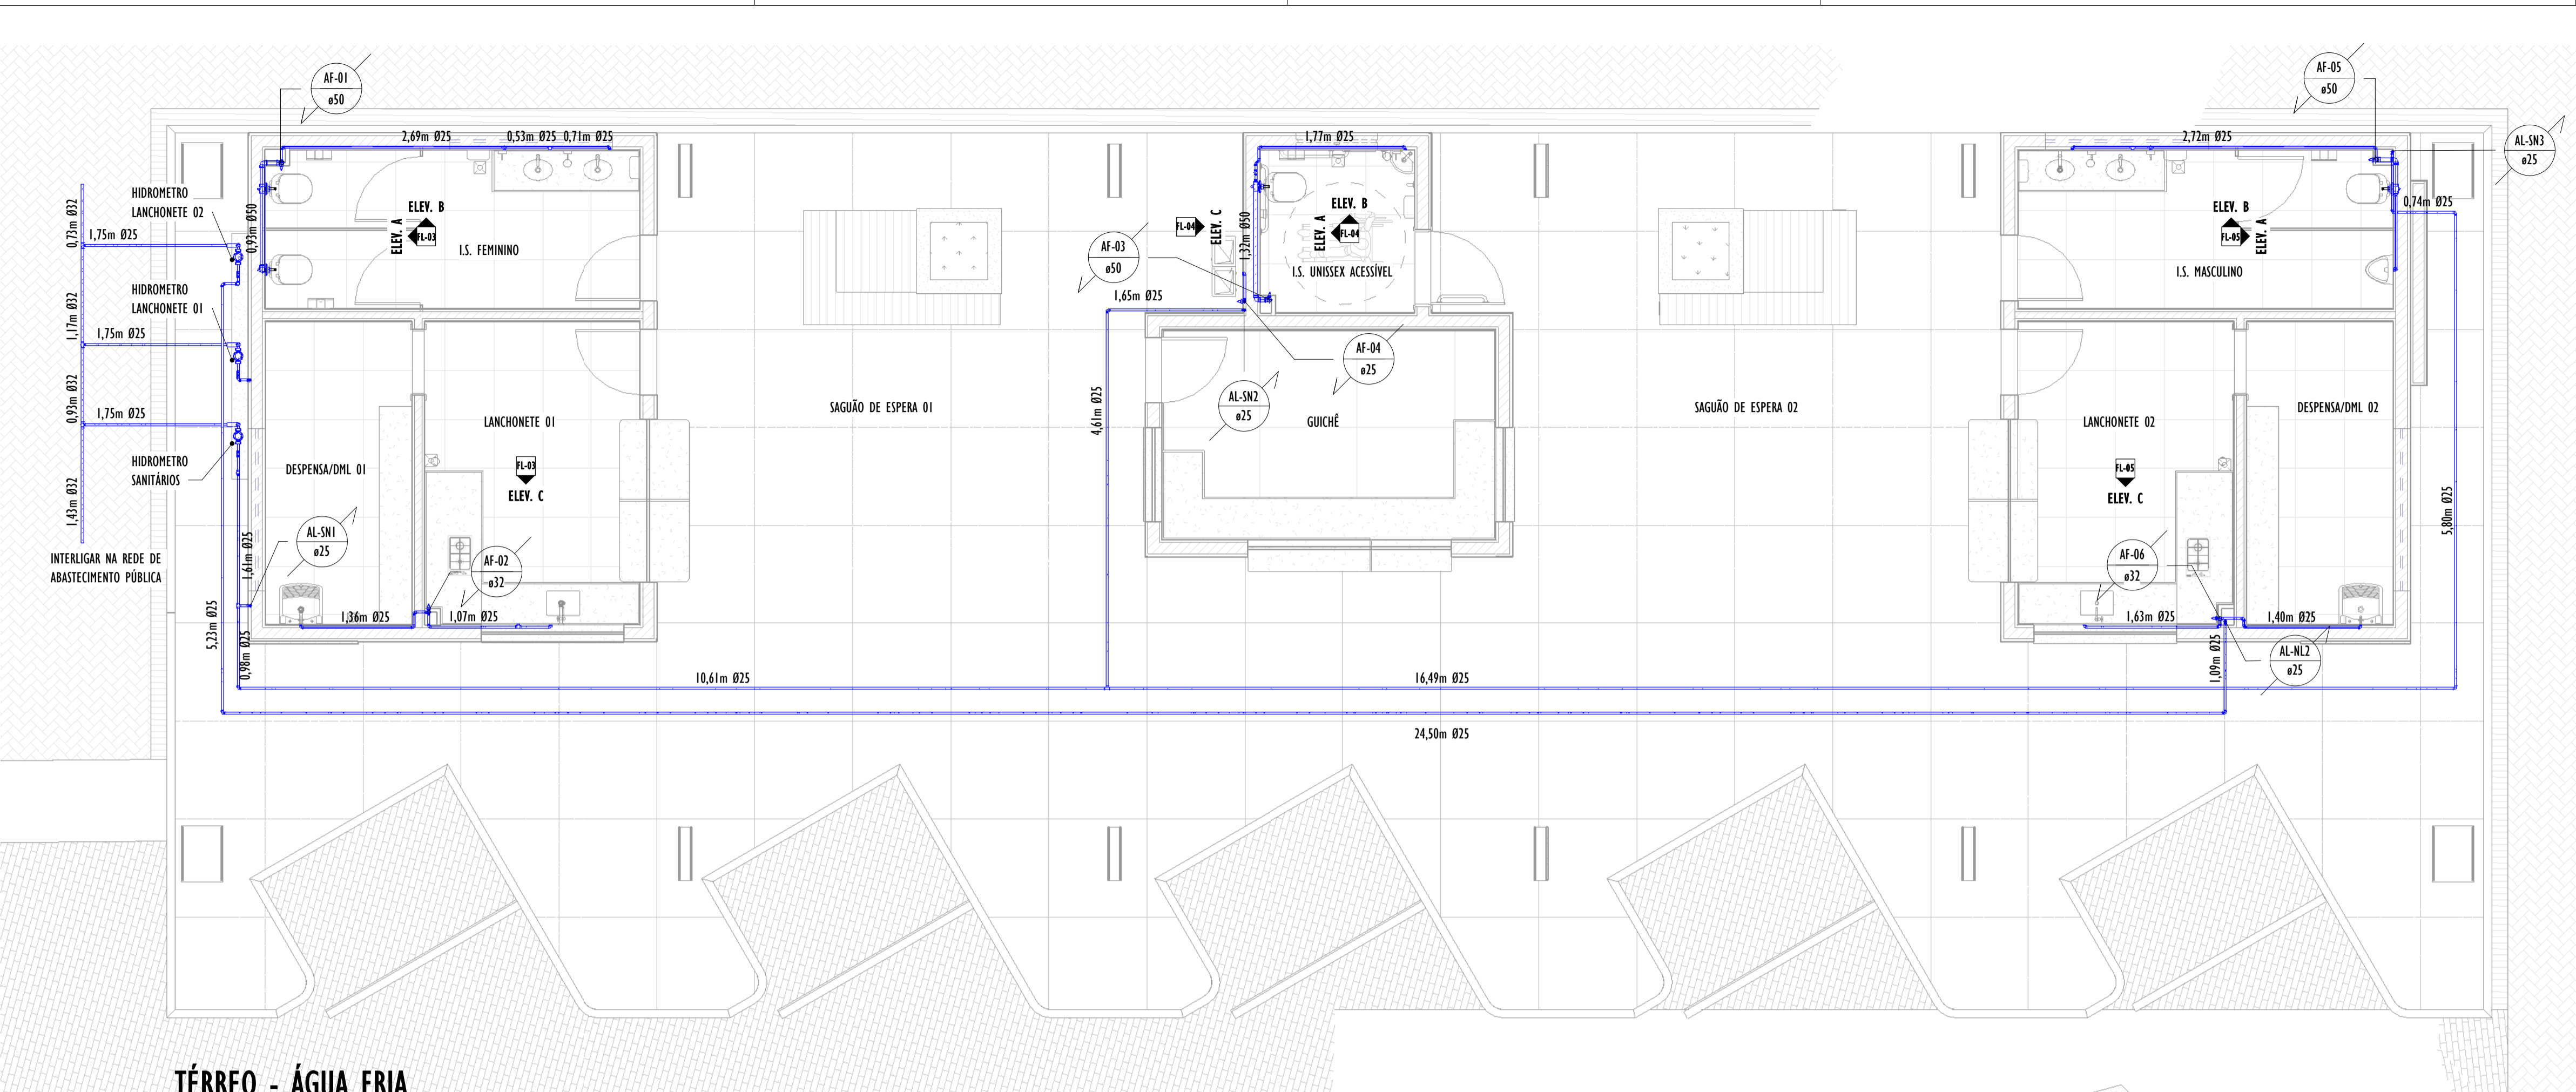 AF-01
ø50
AF-05
ø50
2,69m Ø25
0,53m Ø25
0,71m Ø25
1,77m Ø25
2,72m Ø25
AL-SN3
ø25
HIDROMETRO
LANCHONETE 02
0,73m Ø32
1,75m Ø25
0,93m Ø50
ELEV. B
ELEV. A
FL-03
I.S. FEMININO
FL-04
ELEV. C
AF-03
ø50
1,32m Ø50
ELEV. B
ELEV. A
FL-04
I.S. UNISSEX ACESSÍVEL
ELEV. B
FL-05
ELEV. A
I.S. MASCULINO
0,74m Ø25
HIDROMETRO
LANCHONETE 01
1,17m Ø32
1,75m Ø25
1,65m Ø25
AF-04
ø25
AL-SN2
ø25
0,93m Ø32
1,75m Ø25
4,61m Ø25
LANCHONETE 01
SAGUÃO DE ESPERA 01
GUICHÊ
SAGUÃO DE ESPERA 02
LANCHONETE 02
DESPENSA/DML 02
HIDROMETRO
SANITÁRIOS
DESPENSA/DML 01
FL-03
ELEV. C
FL-05
ELEV. C
1,43m Ø32
5,80m Ø25
AL-SN1
ø25
INTERLIGAR NA REDE DE
ABASTECIMENTO PÚBLICA
1,61m Ø25
AF-02
ø32
AF-06
ø32
5,23m Ø25
1,36m Ø25
1,07m Ø25
1,63m Ø25
1,40m Ø25
0,98m Ø25
1,09m Ø25
AL-NL2
ø25
10,61m Ø25
16,49m Ø25
24,50m Ø25
TÉRREO - ÁGUA FRIA